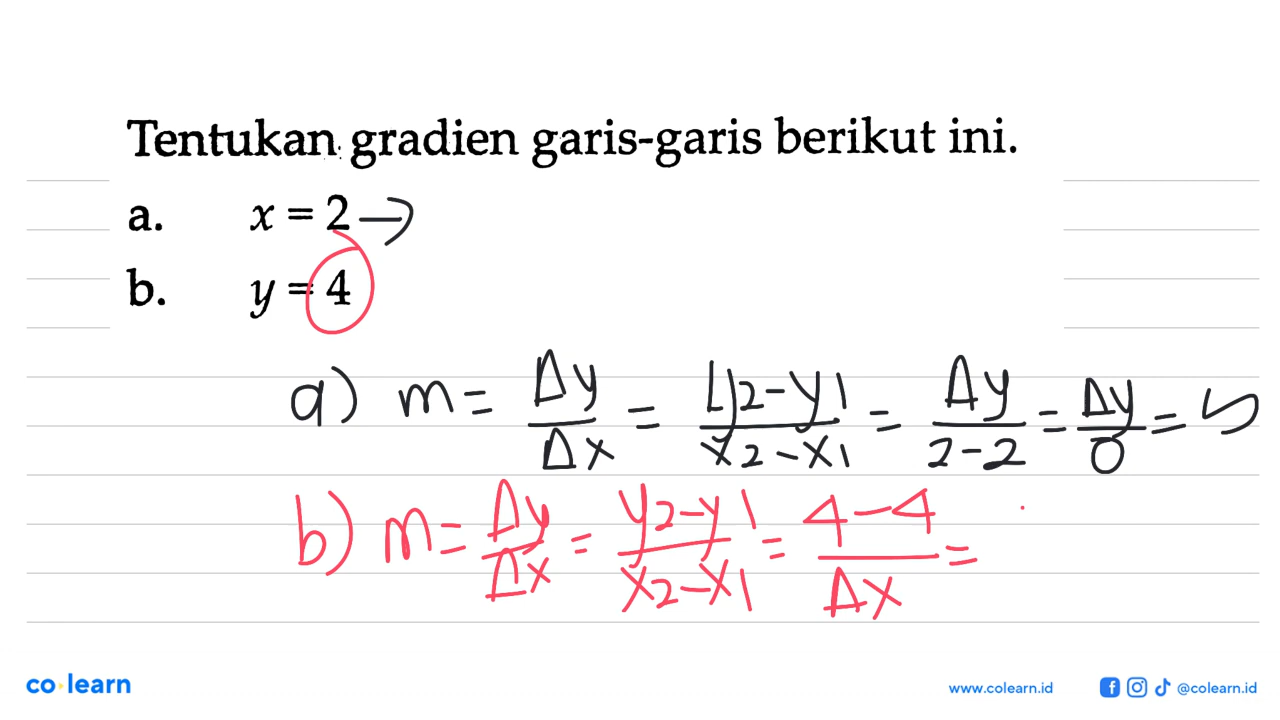 Tentukan gradien garis-garis berikut ini.
a. x = 2 →
b. y = 4
a) m = Δy/Δx = y2-y1/x2-x1 = Δy/2-2 = Δy/0 = ∽
b) m = Δy/Δx = y2-y1/x2-x1 = 4-4/Δx =
co learn
www.colearn.id @colearn.id